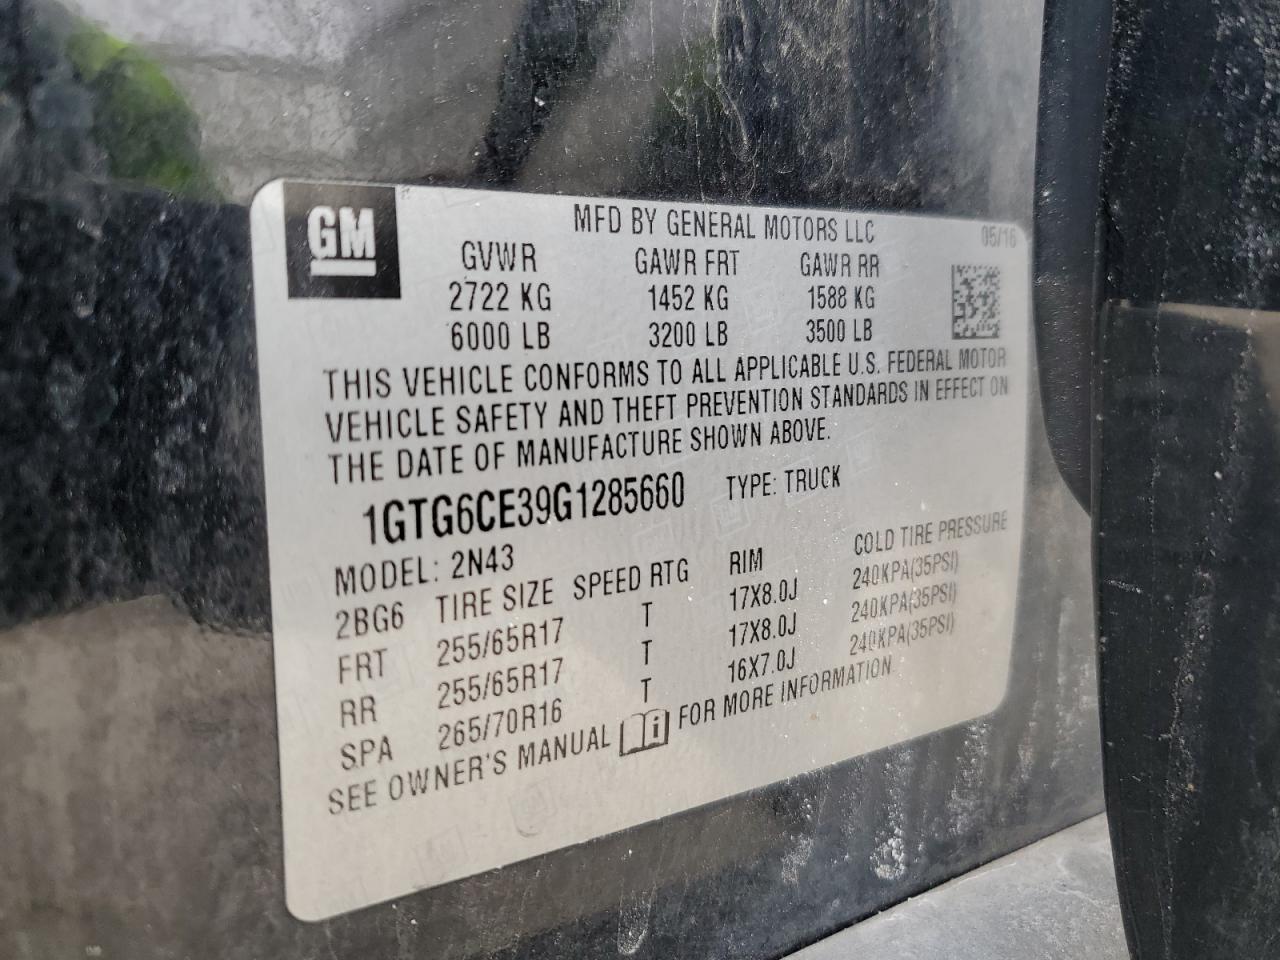 GM
MFD BY GENERAL MOTORS LLC 05/16
GVWR GAWR FRT GAWR RR
2722 KG 1452 KG 1588 KG
6000 LB 3200 LB 3500 LB
THIS VEHICLE CONFORMS TO ALL APPLICABLE U.S. FEDERAL MOTOR
VEHICLE SAFETY AND THEFT PREVENTION STANDARDS IN EFFECT ON
THE DATE OF MANUFACTURE SHOWN ABOVE.
1GTG6CE39G1285660 TYPE: TRUCK
MODEL: 2N43
2BG6 TIRE SIZE SPEED RTG RIM COLD TIRE PRESSURE
FRT 255/65R17 T 17X8.0J 240KPA(35PSI)
RR 255/65R17 T 17X8.0J 240KPA(35PSI)
SPA 265/70R16 T 16X7.0J 240KPA(35PSI)
SEE OWNER'S MANUAL FOR MORE INFORMATION